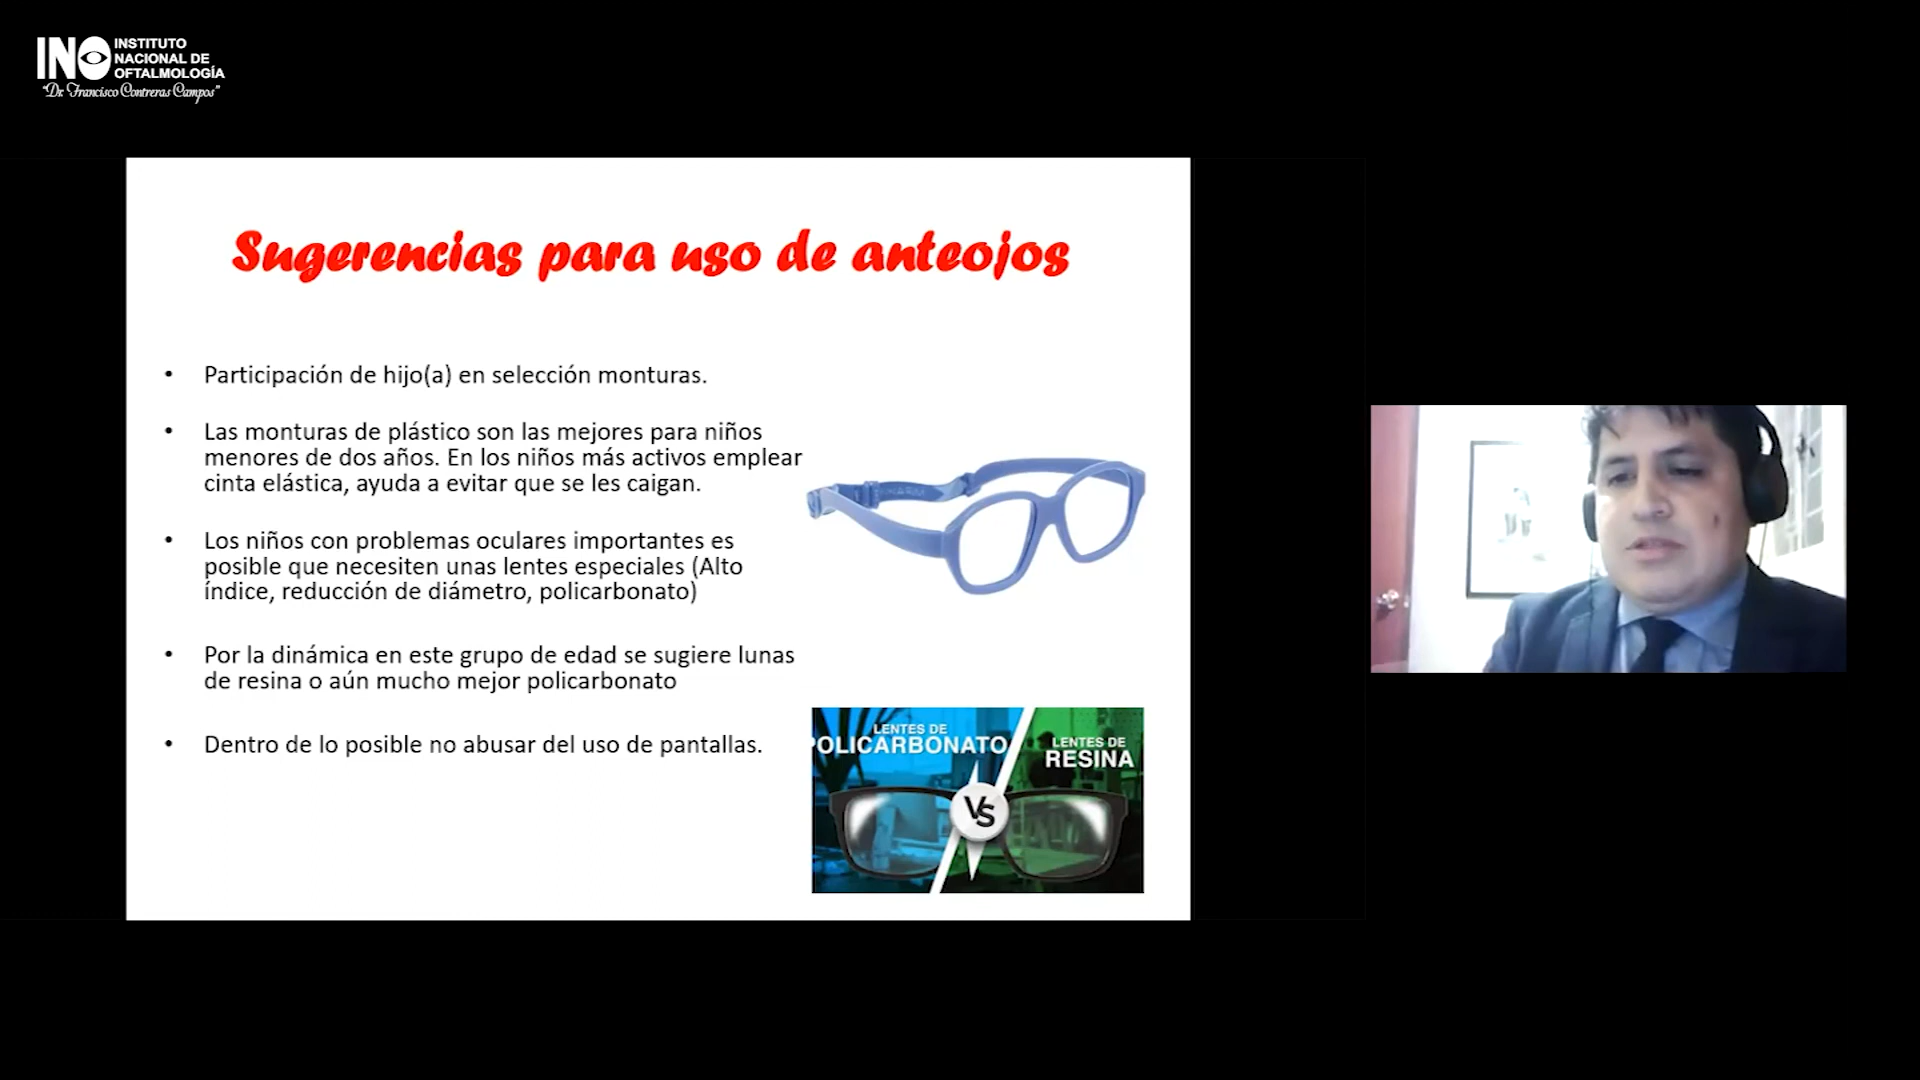 INO INSTITUTO
NACIONAL DE
OFTALMOLOGÍA
"Dr. Francisco Contreras Campos"
Sugerencias para uso de anteojos
• Participación de hijo(a) en selección monturas.
• Las monturas de plástico son las mejores para niños
menores de dos años. En los niños más activos emplear
cinta elástica, ayuda a evitar que se les caigan.
• Los niños con problemas oculares importantes es
posible que necesiten unas lentes especiales (Alto
índice, reducción de diámetro, policarbonato)
• Por la dinámica en este grupo de edad se sugiere lunas
de resina o aún mucho mejor policarbonato
• Dentro de lo posible no abusar del uso de pantallas.
LENTES DE
POLICARBONATO
VS
LENTES DE
RESINA